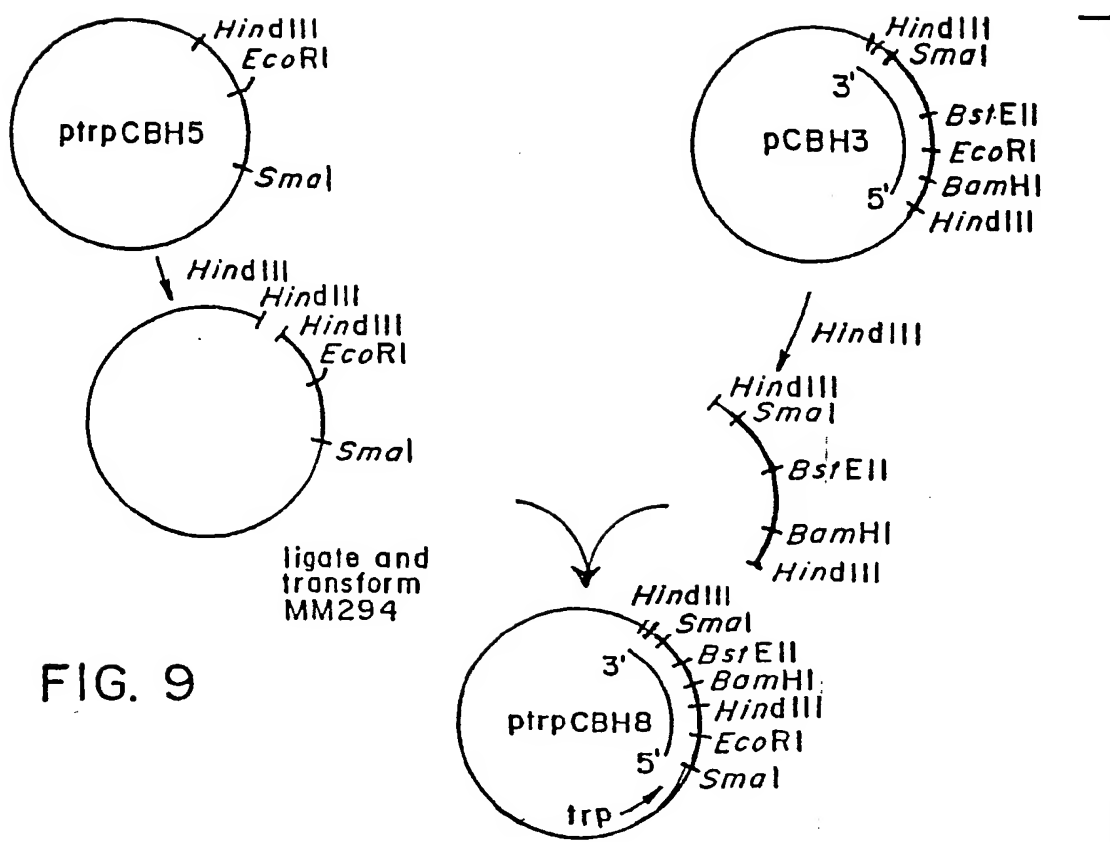 HindIII
EcoRI
ptrpCBH5
SmaI
HindIII
HindIII
HindIII
EcoRI
SmaI
HindIII
SmaI
3'
BstEII
pCBH3
EcoRI
BamHI
5'
HindIII
HindIII
HindIII
SmaI
BstEII
BamHI
HindIII
ligate and
transform
MM294
HindIII
SmaI
3'
BstEII
BamHI
HindIII
ptrpCBH8
EcoRI
5'
SmaI
trp
FIG. 9